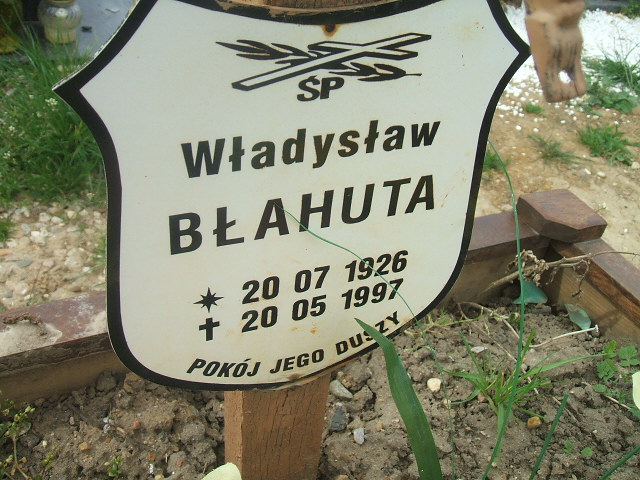 ŚP
Władysław
BŁAHUTA
20 07 1926
20 05 1997
POKÓJ JEGO DUSZY